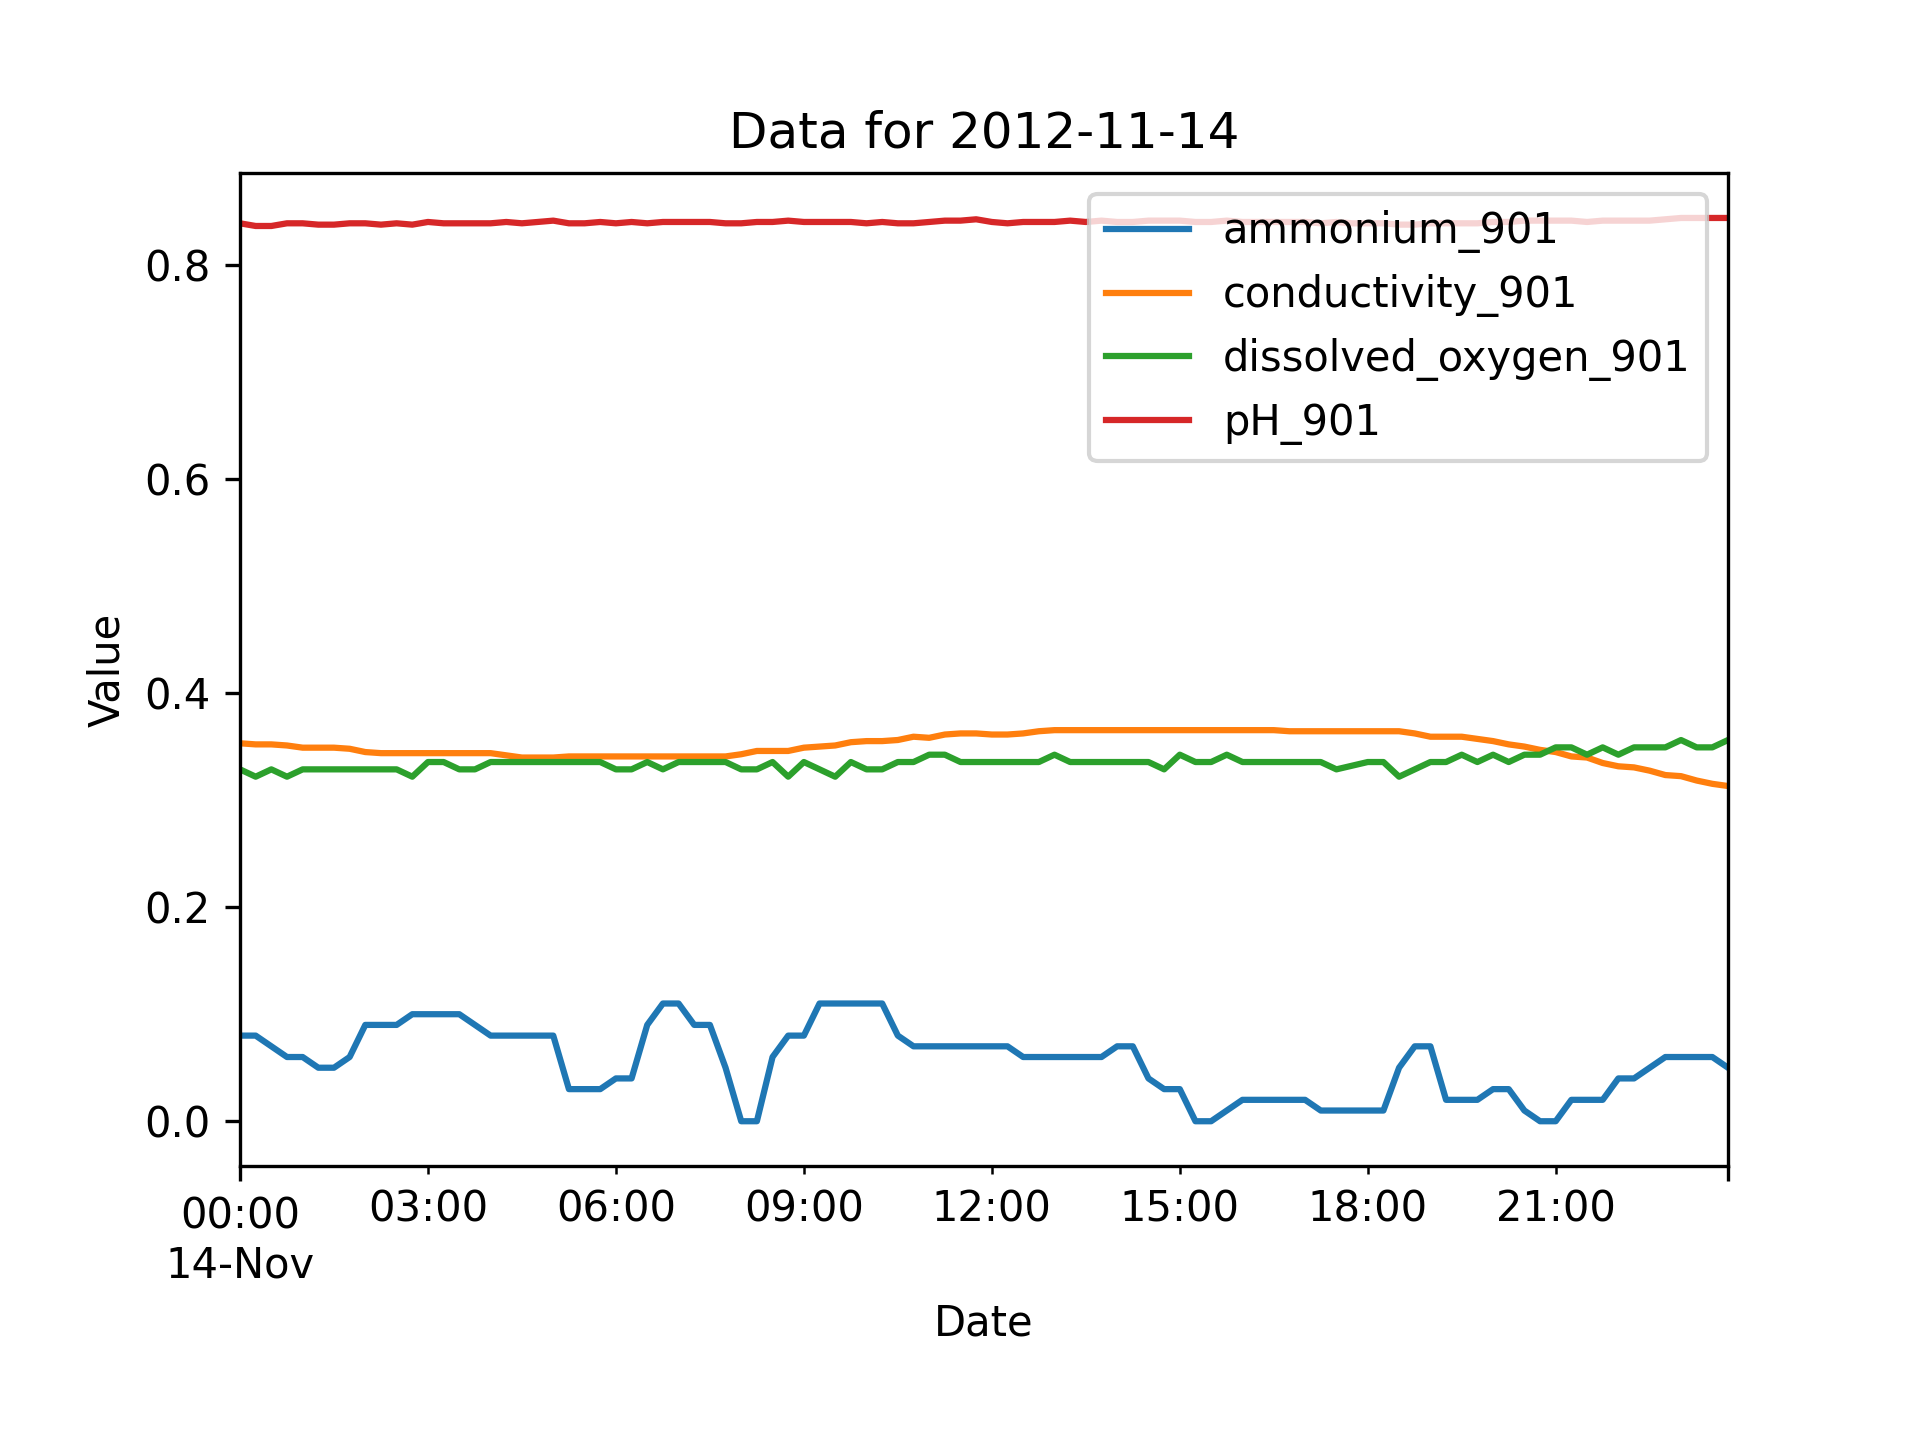 Data for 2012-11-14
ammonium_901
conductivity_901
dissolved_oxygen_901
pH_901
Value
0.8
0.6
0.4
0.2
0.0
00:00 03:00 06:00 09:00 12:00 15:00 18:00 21:00
14-Nov
Date